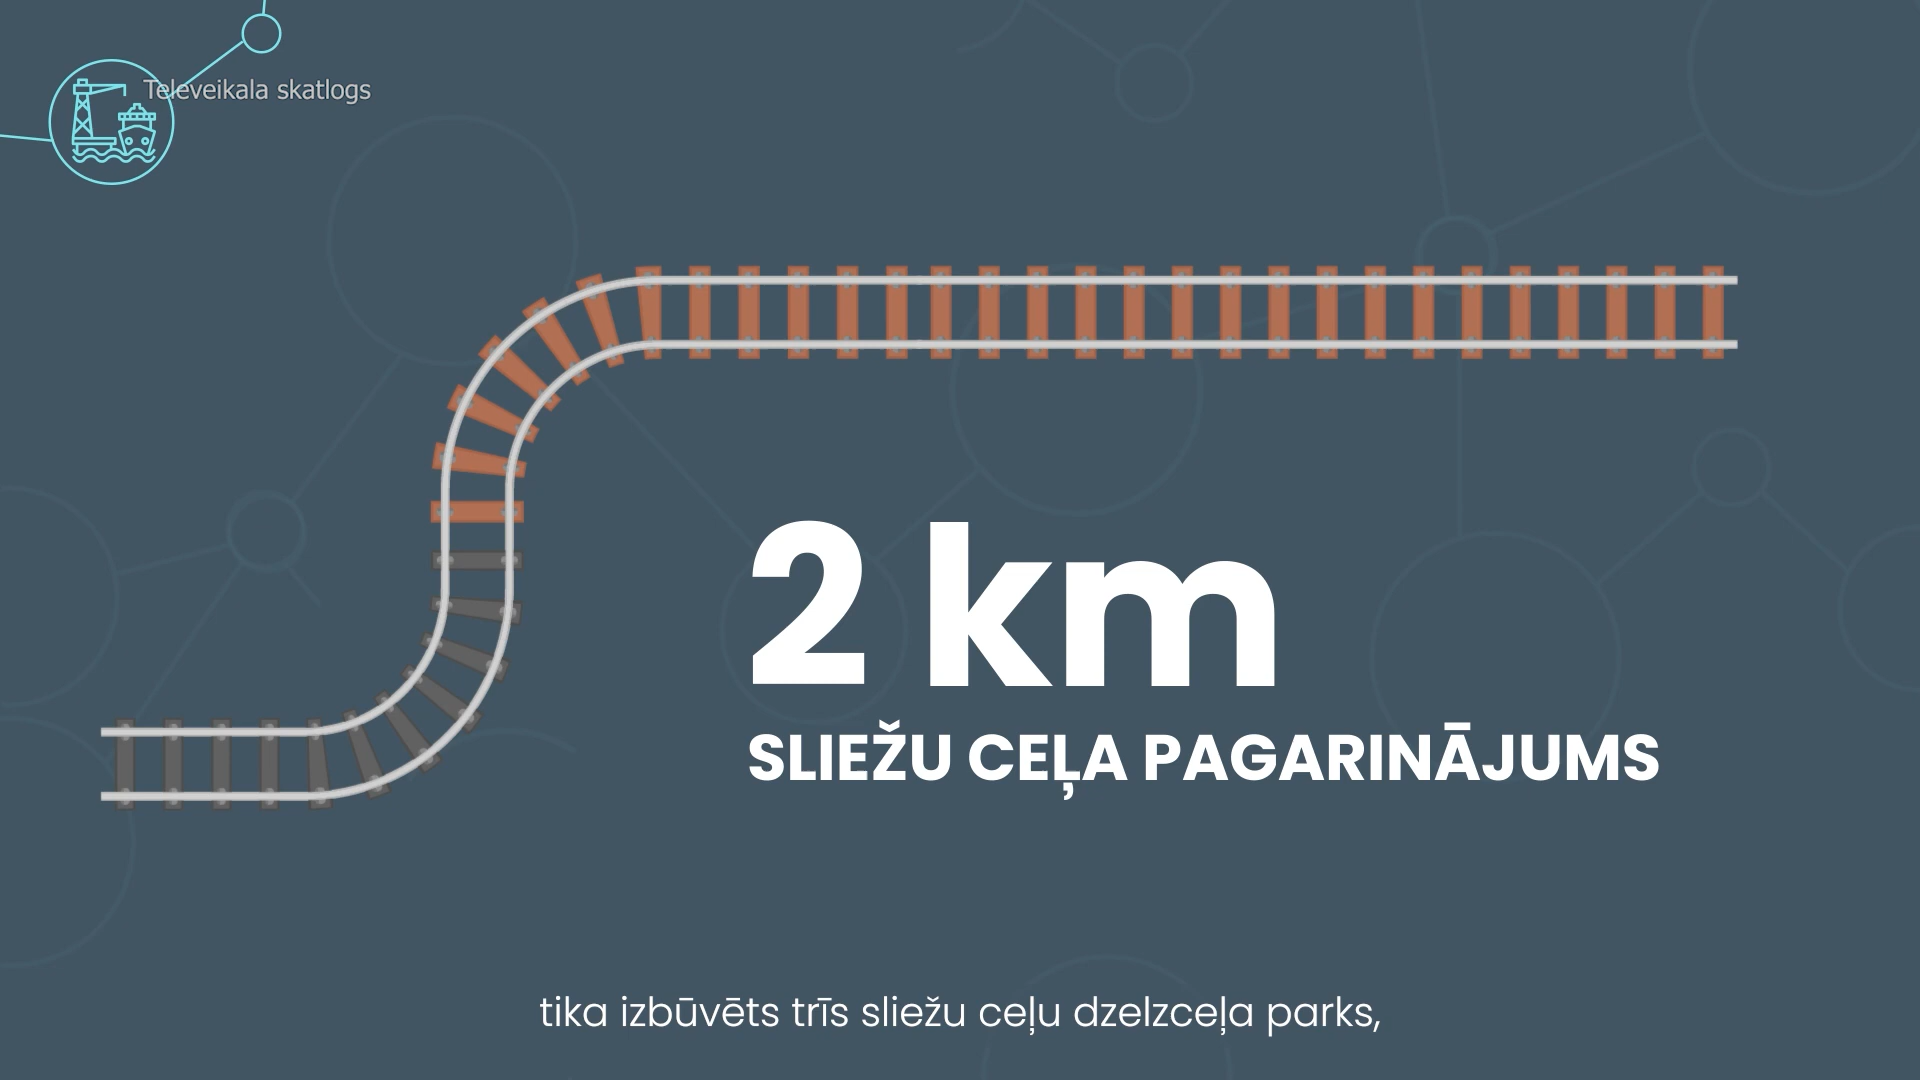 Televeikala skatlogs
2 km
SLIEŽU CEĻA PAGARINĀJUMS
tika izbūvēts trīs sliežu ceļu dzelzceļa parks,